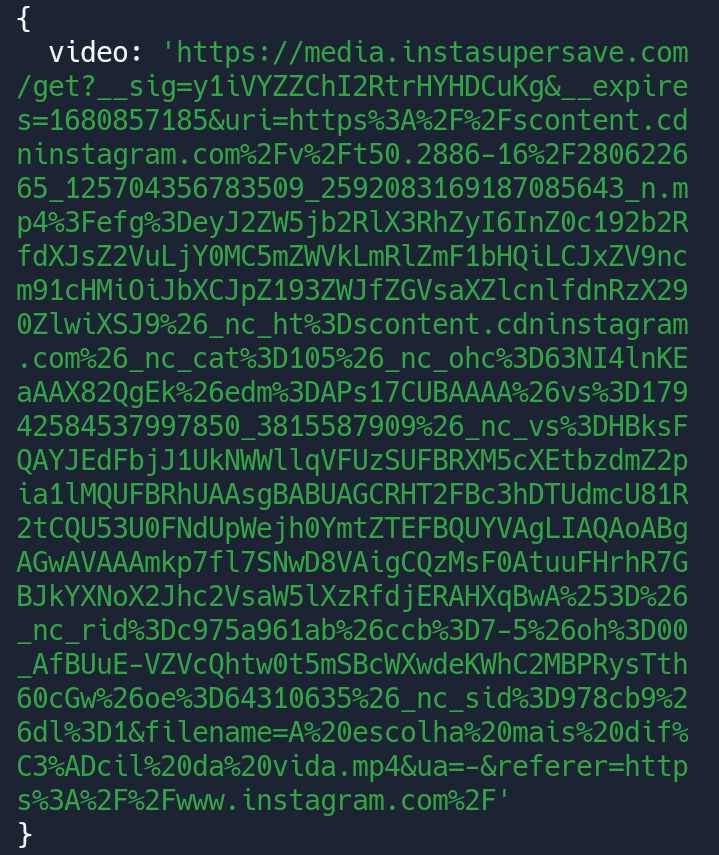 {
  video: 'https://media.instasupersave.com
/get?__sig=y1iVYZZChI2RtrHYHDCuKg&__expire
s=1680857185&uri=https%3A%2F%2Fscontent.cd
ninstagram.com%2Fv%2Ft50.2886-16%2F2806226
65_125704356783509_2592083169187085643_n.m
p4%3Fefg%3DeyJ2ZW5jb2RlX3RhZyI6InZ0c192b2R
fdXJsZ2VuLjY0MC5mZWVkLmRlZmF1bHQiLCJxZV9nc
m91cHMiOiJbXCJpZ193ZWJfZGVsaXZlcnlfdnRzX29
0ZlwiXSJ9%26_nc_ht%3Dscontent.cdninstagram
.com%26_nc_cat%3D105%26_nc_ohc%3D63NI4lnKE
aAAX82QgEk%26edm%3DAPs17CUBAAAA%26vs%3D179
42584537997850_3815587909%26_nc_vs%3DHBksF
QAYJEdFbjJ1UkNWWllqVFUzSUFBRXM5cXEtbzdmZ2p
ia1lMQUFBRhUAAsgBABUAGCRHT2FBc3hDTUdmcU81R
2tCQU53U0FNdUpWejh0YmtZTEFBQUYVAgLIAQAoABg
AGwAVAAAmkp7fl7SNwD8VAigCQzMsF0AtuuFHrhR7G
BJkYXNoX2Jhc2VsaW5lXzRfdjERAHXqBwA%253D%26
_nc_rid%3Dc975a961ab%26ccb%3D7-5%26oh%3D00
_AfBUuE-VZVcQhtw0t5mSBcWXwdeKWhC2MBPRysTth
60cGw%26oe%3D64310635%26_nc_sid%3D978cb9%2
6dl%3D1&filename=A%20escolha%20mais%20dif%
C3%ADcil%20da%20vida.mp4&ua=-&referer=http
s%3A%2F%2Fwww.instagram.com%2F'
}